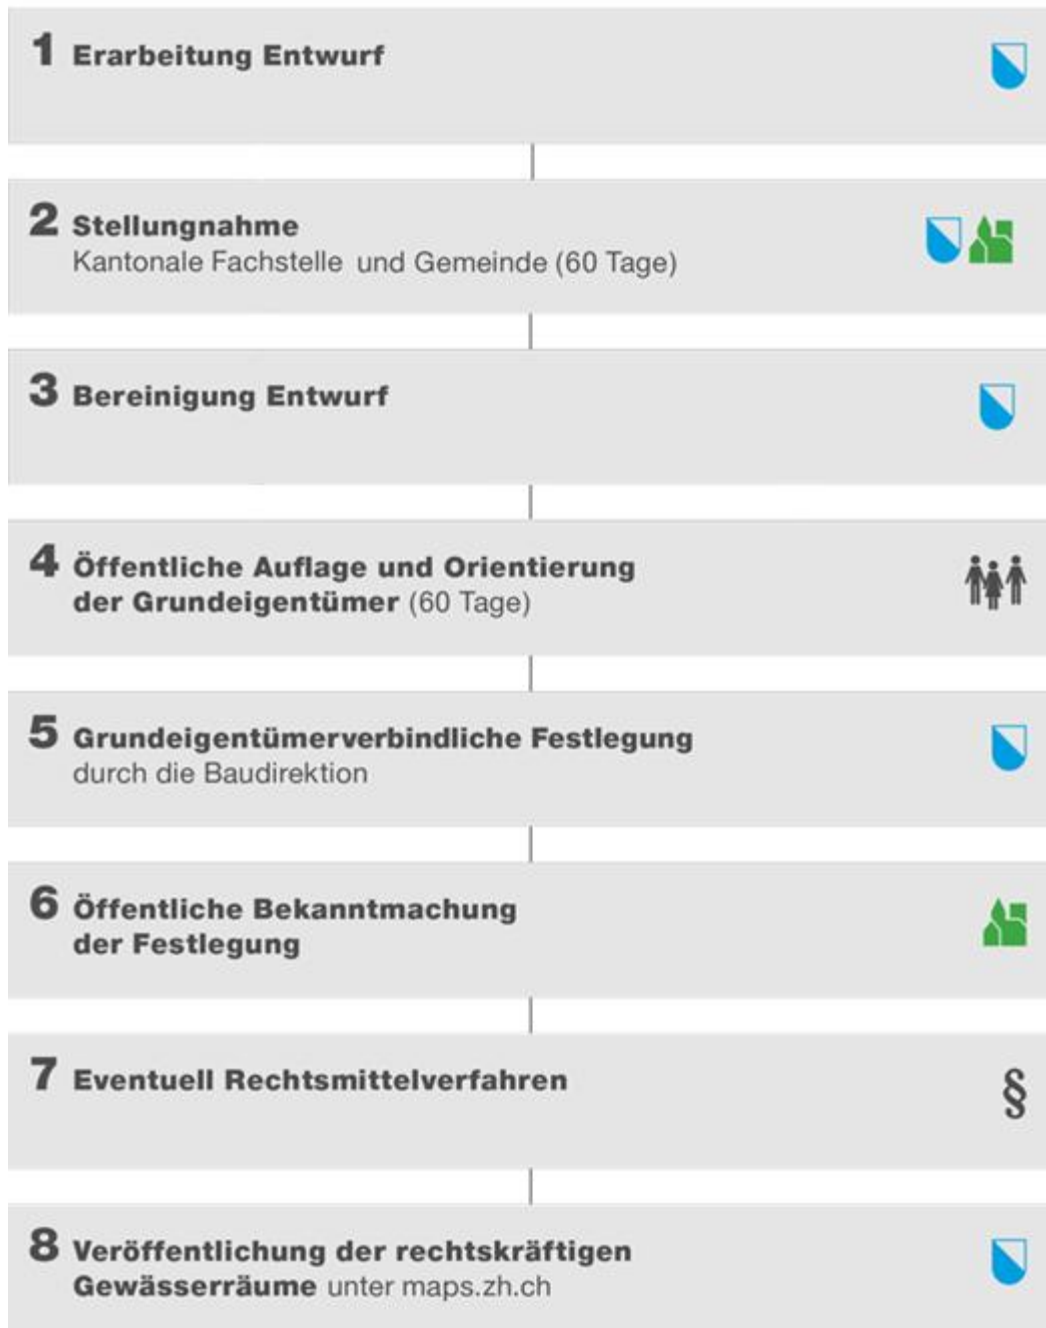 1 Erarbeitung Entwurf
2 Stellungnahme
Kantonale Fachstelle und Gemeinde (60 Tage)
3 Bereinigung Entwurf
4 Öffentliche Auflage und Orientierung
der Grundeigentümer (60 Tage)
5 Grundeigentümerverbindliche Festlegung
durch die Baudirektion
6 Öffentliche Bekanntmachung
der Festlegung
7 Eventuell Rechtsmittelverfahren
§
8 Veröffentlichung der rechtskräftigen
Gewässerräume unter maps.zh.ch